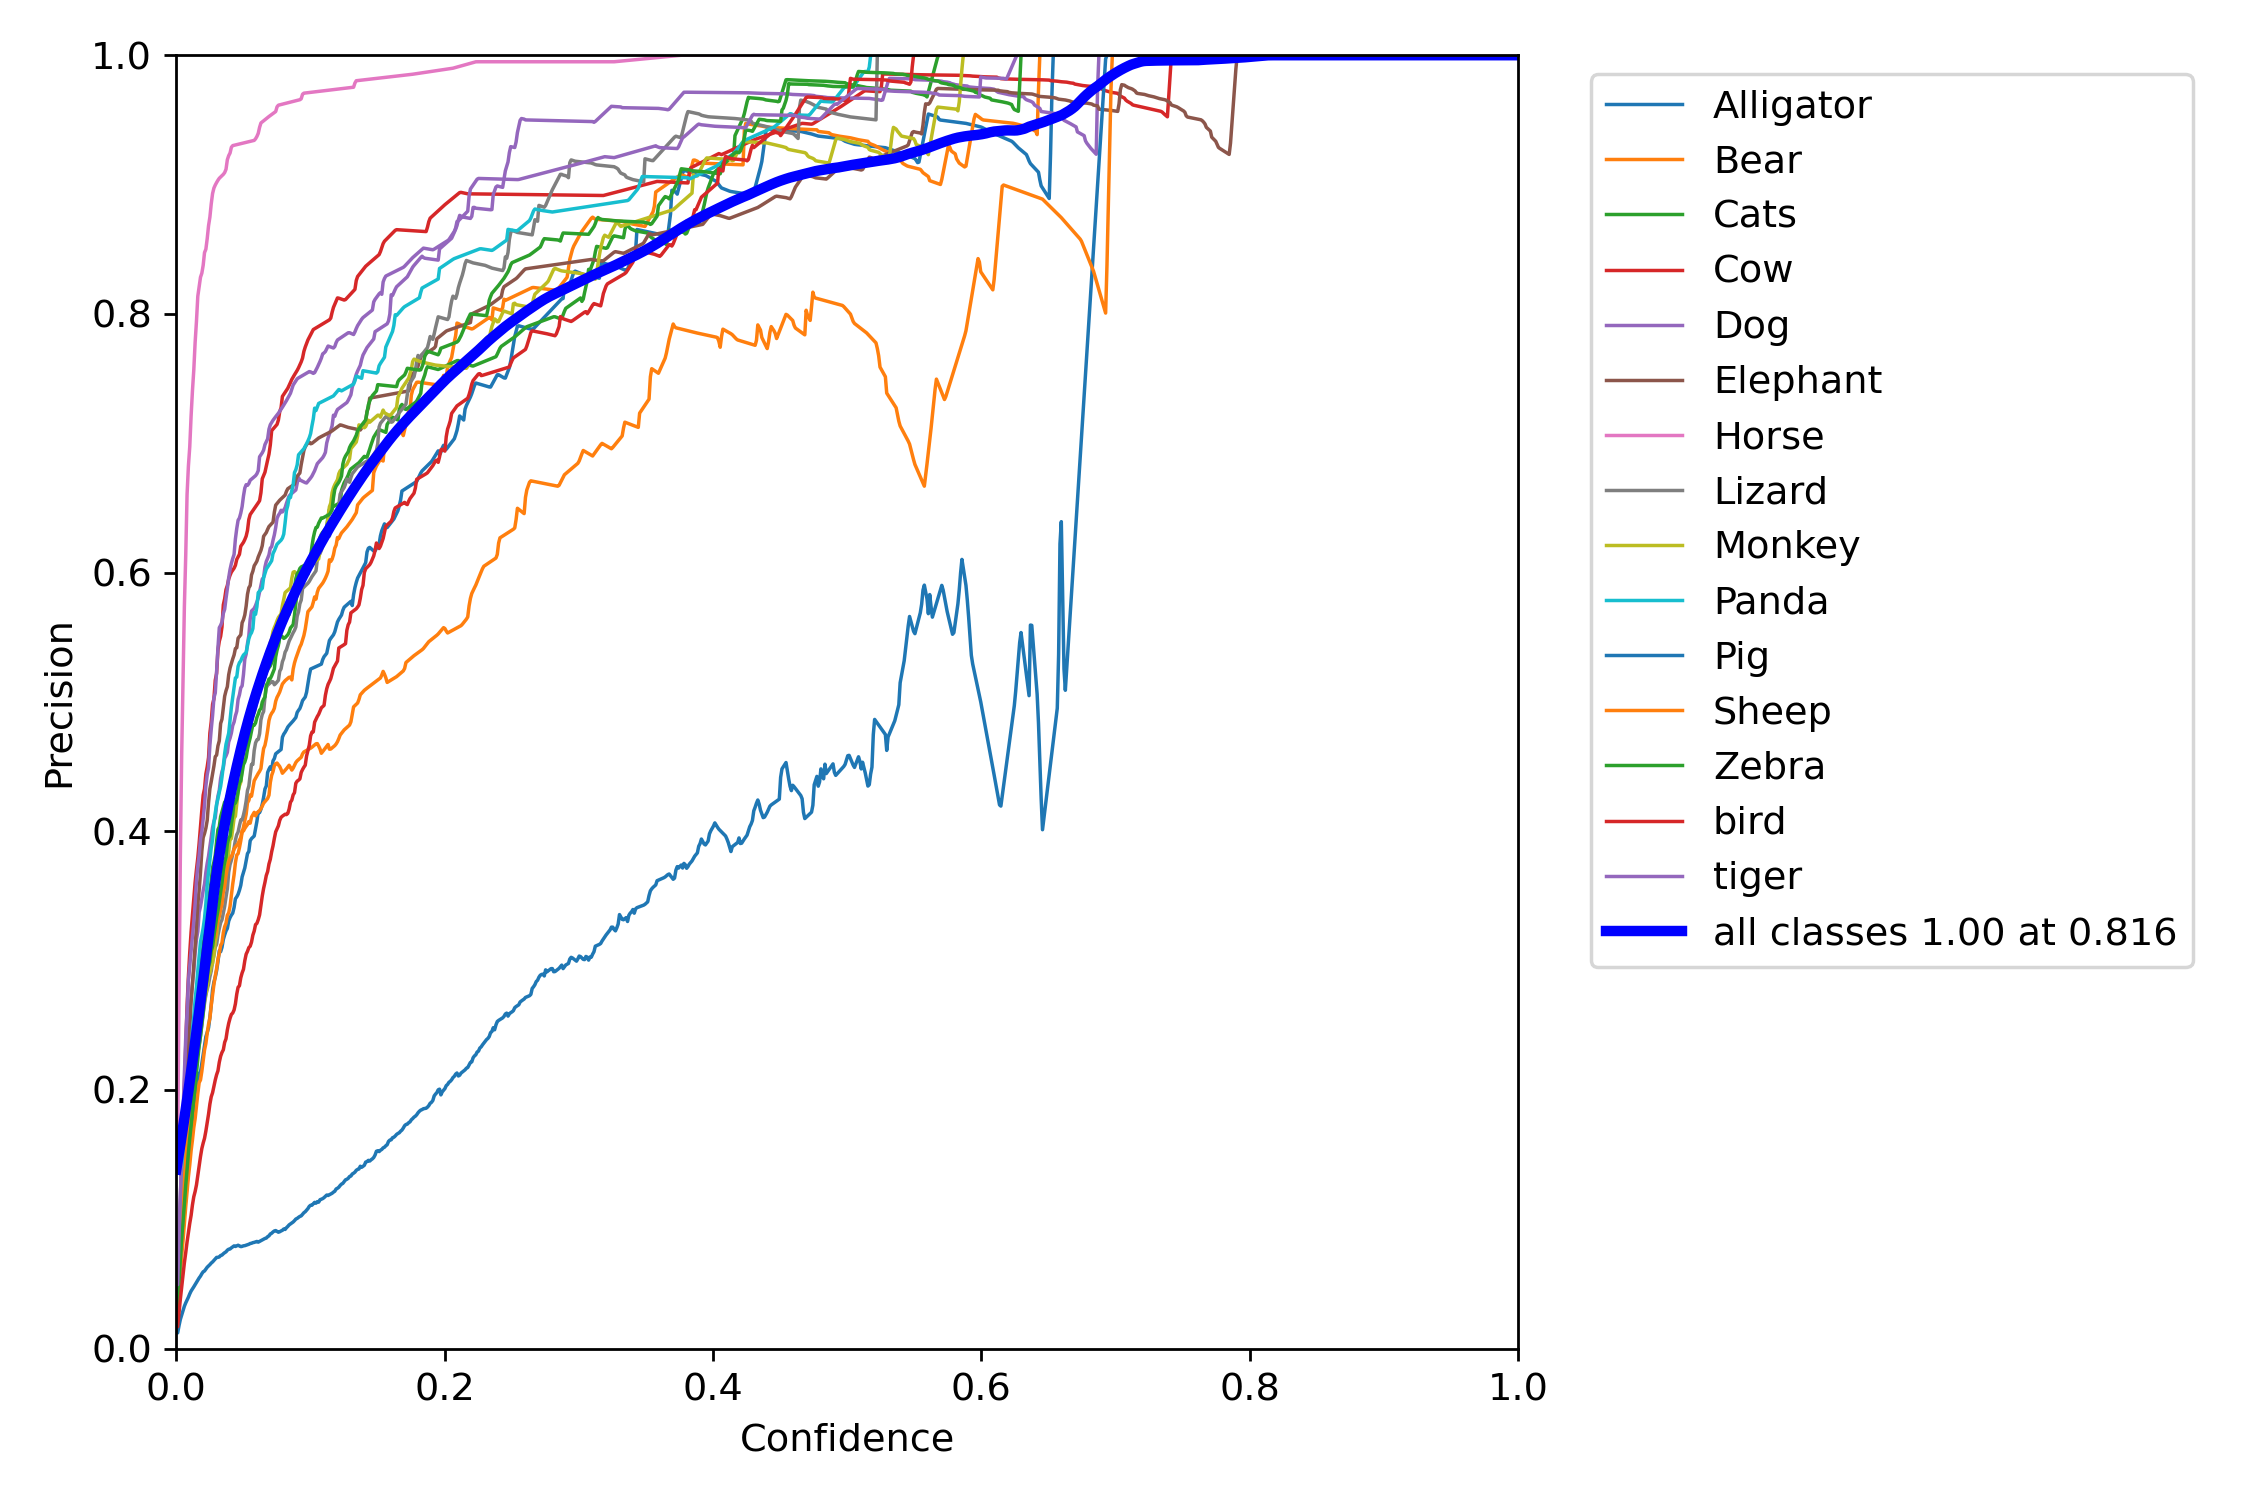 1.0
0.8
0.6
0.4
0.2
0.0
Precision
0.0 0.2 0.4 0.6 0.8 1.0
Confidence
Alligator
Bear
Cats
Cow
Dog
Elephant
Horse
Lizard
Monkey
Panda
Pig
Sheep
Zebra
bird
tiger
all classes 1.00 at 0.816